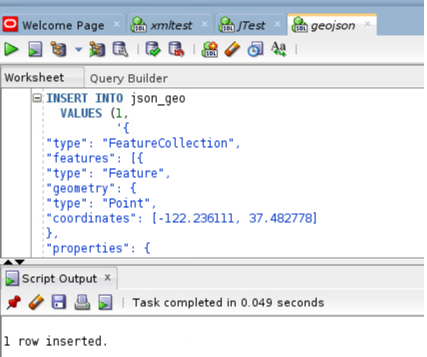 Welcome Page
xmltest
JTest
geojson
Worksheet
Query Builder
INSERT INTO json_geo
VALUES (1,
'{
"type": "FeatureCollection",
"features": [{
"type": "Feature",
"geometry": {
"type": "Point",
"coordinates": [-122.236111, 37.482778]
},
"properties": {
Script Output x
Task completed in 0.049 seconds
1 row inserted.